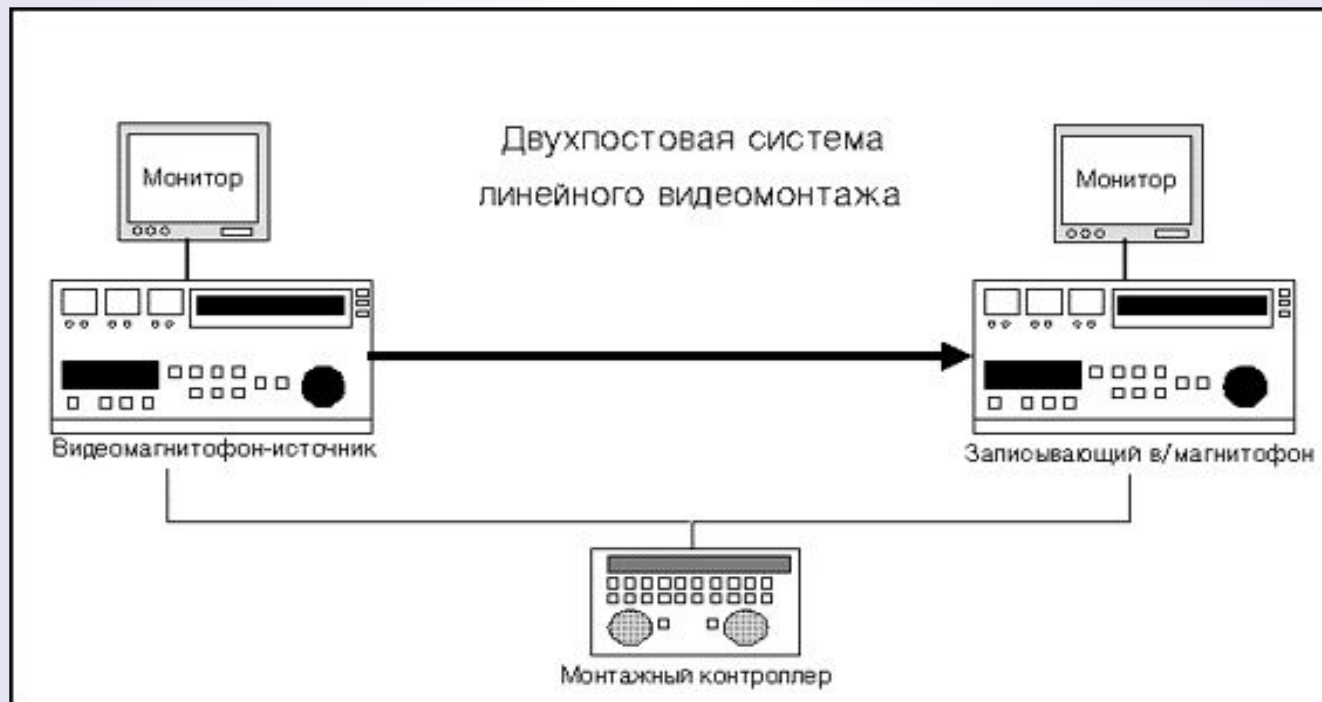 Двухпостовая система
линейного видеомонтажа
Монитор
Монитор
Видеомагнитофон-источник
Записывающий в/магнитофон
Монтажный контроллер